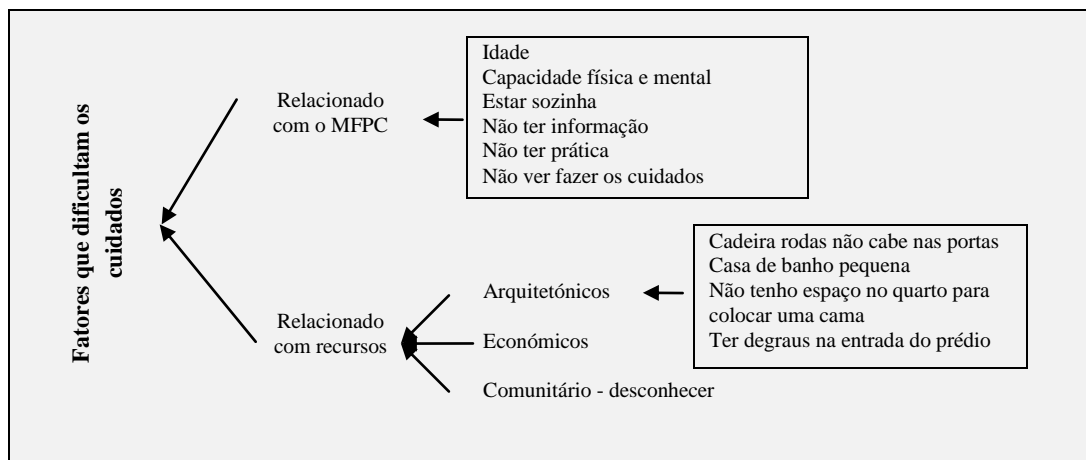 Fatores que dificultam os
cuidados
Relacionado
com o MFPC
Idade
Capacidade física e mental
Estar sozinha
Não ter informação
Não ter prática
Não ver fazer os cuidados
Relacionado
com recursos
Arquitetónicos
Económicos
Comunitário - desconhecer
Cadeira rodas não cabe nas portas
Casa de banho pequena
Não tenho espaço no quarto para
colocar uma cama
Ter degraus na entrada do prédio